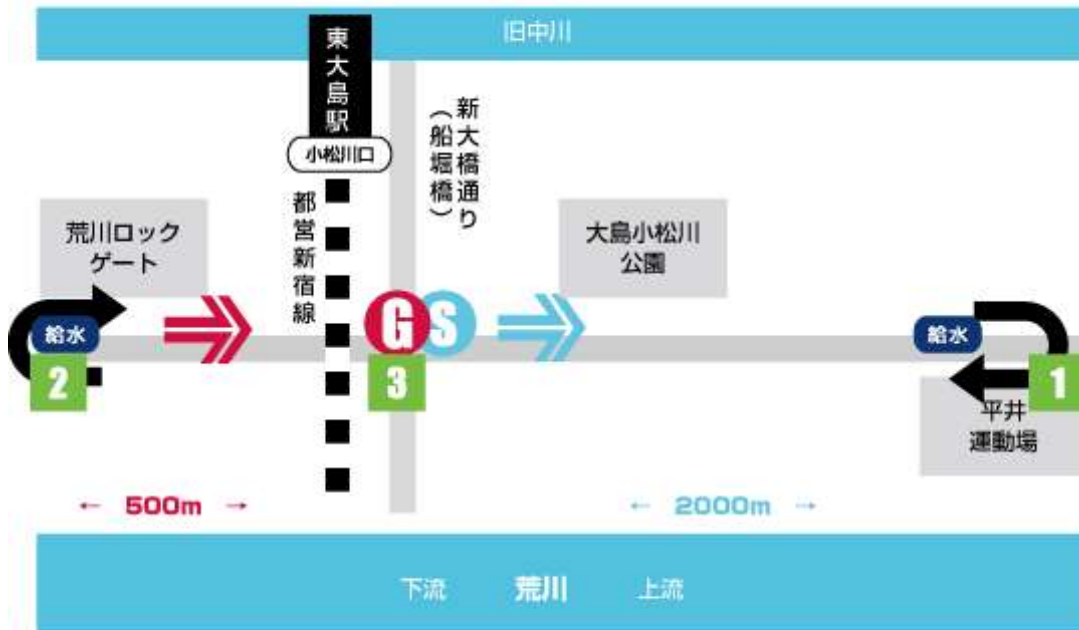 旧中川
東大島駅
小松川口
新大橋通り
（船堀橋）
都営新宿線
荒川ロック
ゲート
大島小松川
公園
給水
2
G
S
3
給水
1
平井
運動場
← 500m →
← 2000m →
下流 荒川 上流